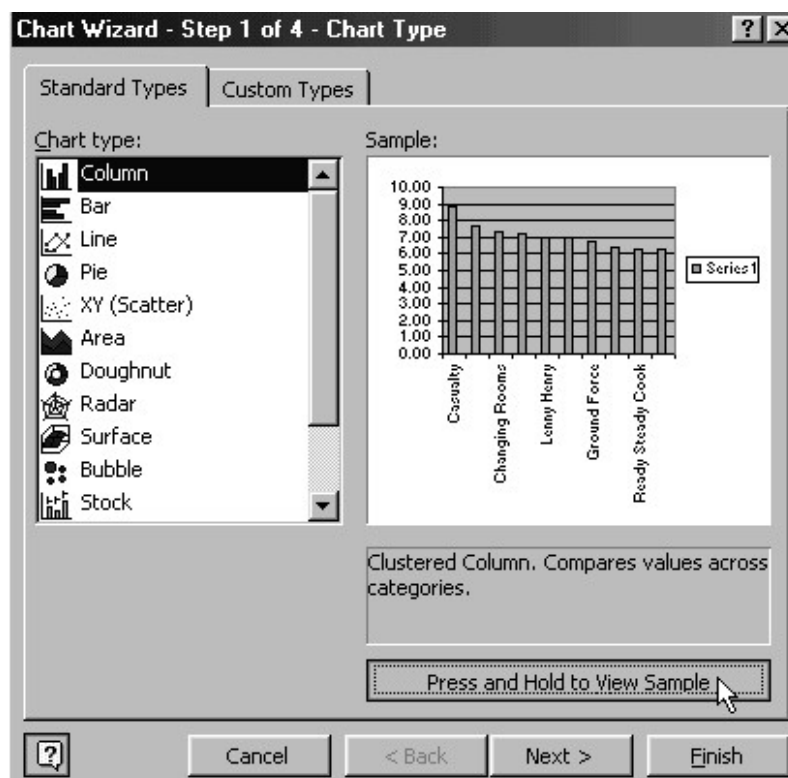 Chart Wizard - Step 1 of 4 - Chart Type
Standard Types
Custom Types
Chart type:
Column
Bar
Line
Pie
XY (Scatter)
Area
Doughnut
Radar
Surface
Bubble
Stock
Sample:
10.00
9.00
8.00
7.00
6.00
5.00
4.00
3.00
2.00
1.00
0.00
Casualty
Changing Rooms
Lenny Henry
Ground Force
Ready Steady Cook
Series1
Clustered Column. Compares values across
categories.
Press and Hold to View Sample
Cancel
< Back
Next >
Finish